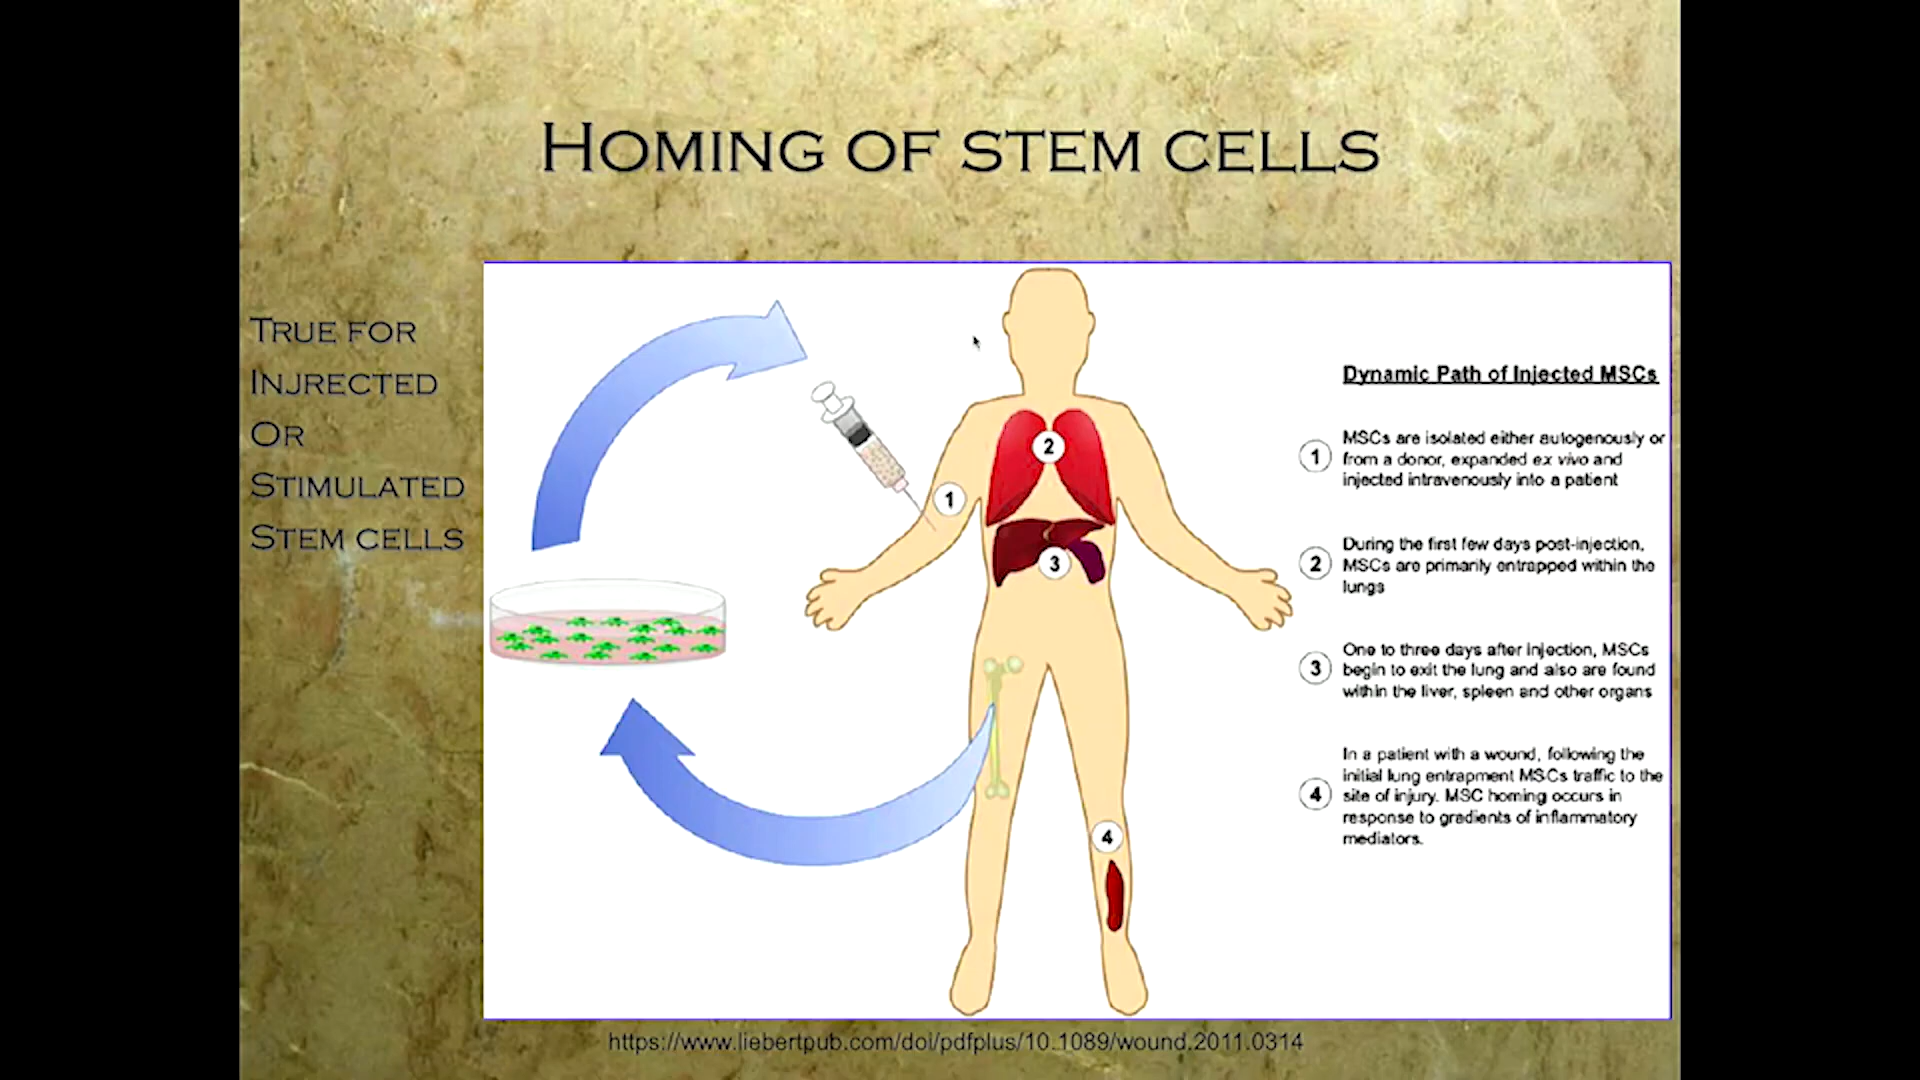 HOMING OF STEM CELLS
TRUE FOR
INJRECTED
OR
STIMULATED
STEM CELLS
1
2
3
4
Dynamic Path of Injected MSCs
1 MSCs are isolated either autogenously or
from a donor, expanded ex vivo and
injected intravenously into a patient
2 During the first few days post-injection,
MSCs are primarily entrapped within the
lungs
3 One to three days after injection, MSCs
begin to exit the lung and also are found
within the liver, spleen and other organs
4 In a patient with a wound, following the
initial lung entrapment MSCs traffic to the
site of injury. MSC homing occurs in
response to gradients of inflammatory
mediators.
https://www.liebertpub.com/doi/pdfplus/10.1089/wound.2011.0314